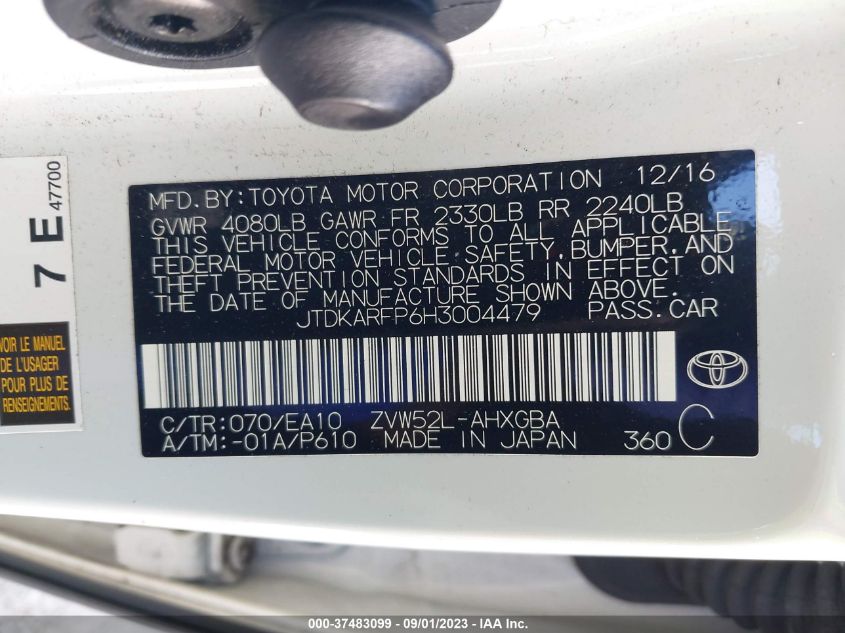 MFD. BY: TOYOTA MOTOR CORPORATION 12/16
GVWR 4080LB GAWR FR 2330LB RR 2240LB
THIS VEHICLE CONFORMS TO ALL APPLICABLE
FEDERAL MOTOR VEHICLE SAFETY, BUMPER, AND
THEFT PREVENTION STANDARDS IN EFFECT ON
THE DATE OF MANUFACTURE SHOWN ABOVE.
JTDKARFP6H3004479 PASS. CAR
C/TR: 070/EA10 ZVW52L-AHXGBA
A/TM: -01A/P610 MADE IN JAPAN 360 C
7 E 47700
VOIR LE MANUEL
DE L'USAGER
POUR PLUS DE
RENSEIGNEMENTS
000-37483099 - 09/01/2023 - IAAI.COM